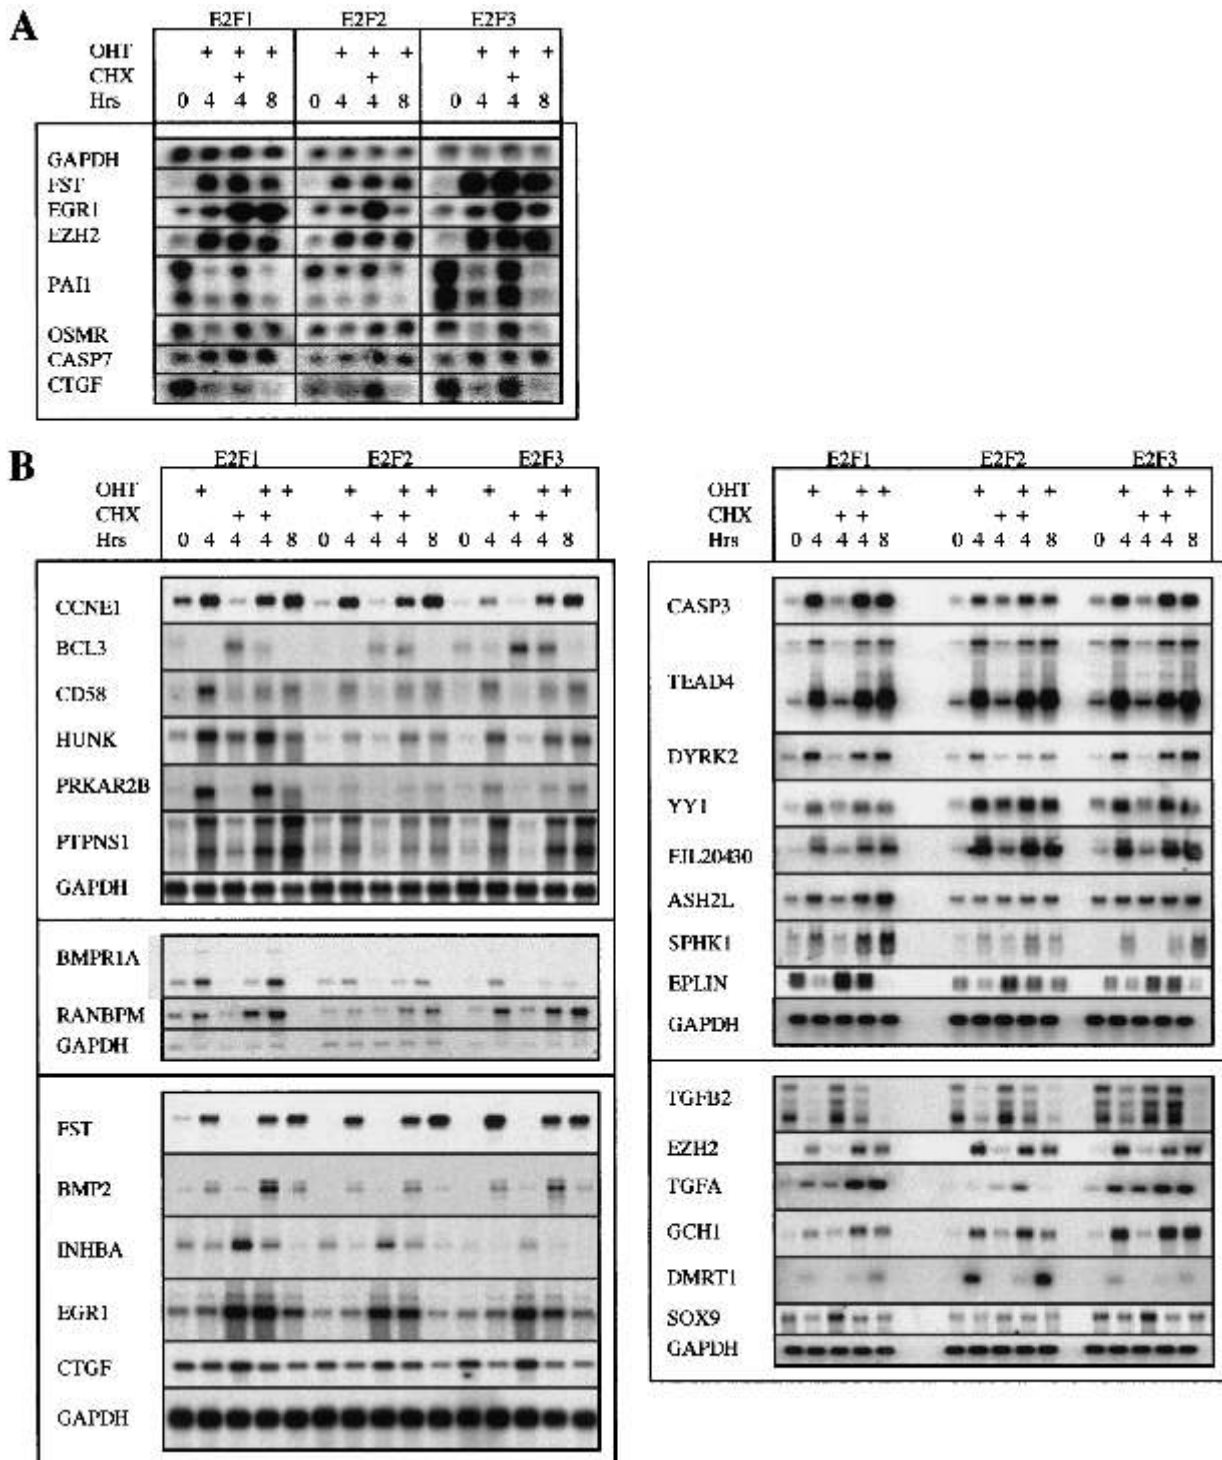 A
E2F1 E2F2 E2F3
OHT + + + + + + + + +
CHX + + +
Hrs 0 4 4 8 0 4 4 8 0 4 4 8
GAPDH
FST
EGR1
EZH2
PAI1
OSMR
CASP7
CTGF
B
E2F1 E2F2 E2F3
OHT + + + + + + + + +
CHX + + + + + +
Hrs 0 4 4 4 8 0 4 4 4 8 0 4 4 4 8
CCNE1
BCL3
CD58
HUNK
PRKAR2B
PTPNS1
GAPDH
BMPR1A
RANBPM
GAPDH
FST
BMP2
INHBA
EGR1
CTGF
GAPDH
E2F1 E2F2 E2F3
OHT + + + + + + + + +
CHX + + + + + +
Hrs 0 4 4 4 8 0 4 4 4 8 0 4 4 4 8
CASP3
TEAD4
DYRK2
YY1
FJL20430
ASH2L
SPHK1
EPLIN
GAPDH
TGFB2
EZH2
TGFA
GCH1
DMRT1
SOX9
GAPDH